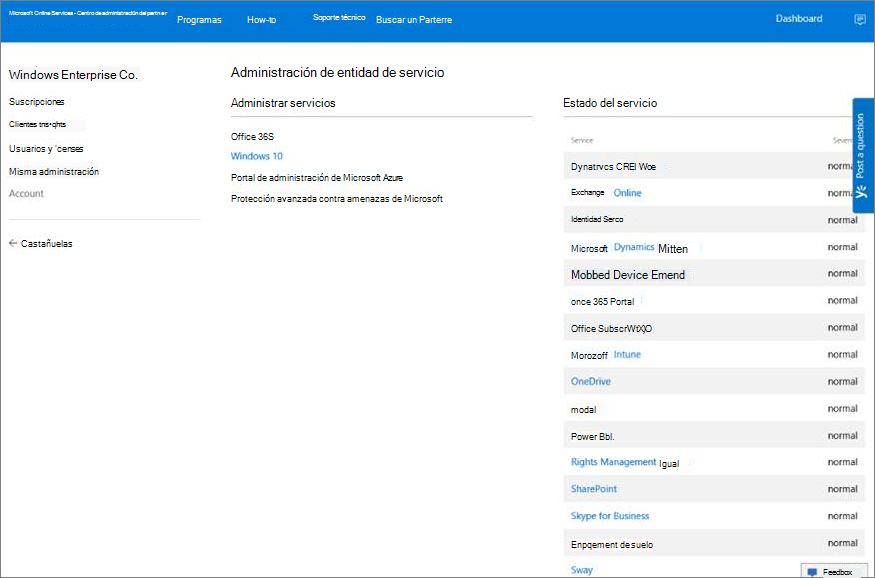 Microsoft Online Services - Centro de administración del partner
Programas
How-to
Soporte técnico
Buscar un Parterre
Dashboard
Windows Enterprise Co.
Suscripciones
Clientes tns•qhts
Usuarios y 'cerses
Misma administración
Account
← Castañuelas
Administración de entidad de servicio
Administrar servicios
Office 36S
Windows 10
Portal de administración de Microsoft Azure
Protección avanzada contra amenazas de Microsoft
Estado del servicio
Service
Dynatrvcs CREI Woe normal
Exchange Online normal
Identidad Serco normal
Microsoft Dynamics Mitten normal
Mobbed Device Emend normal
once 365 Portal normal
Office SubscrWtXjO normal
Morozoff Intune normal
OneDrive normal
modal normal
Power Bbl. normal
Rights Management Igual normal
SharePoint normal
Skype for Business normal
Enpqement de suelo normal
Sway
Post a question
Feedbox